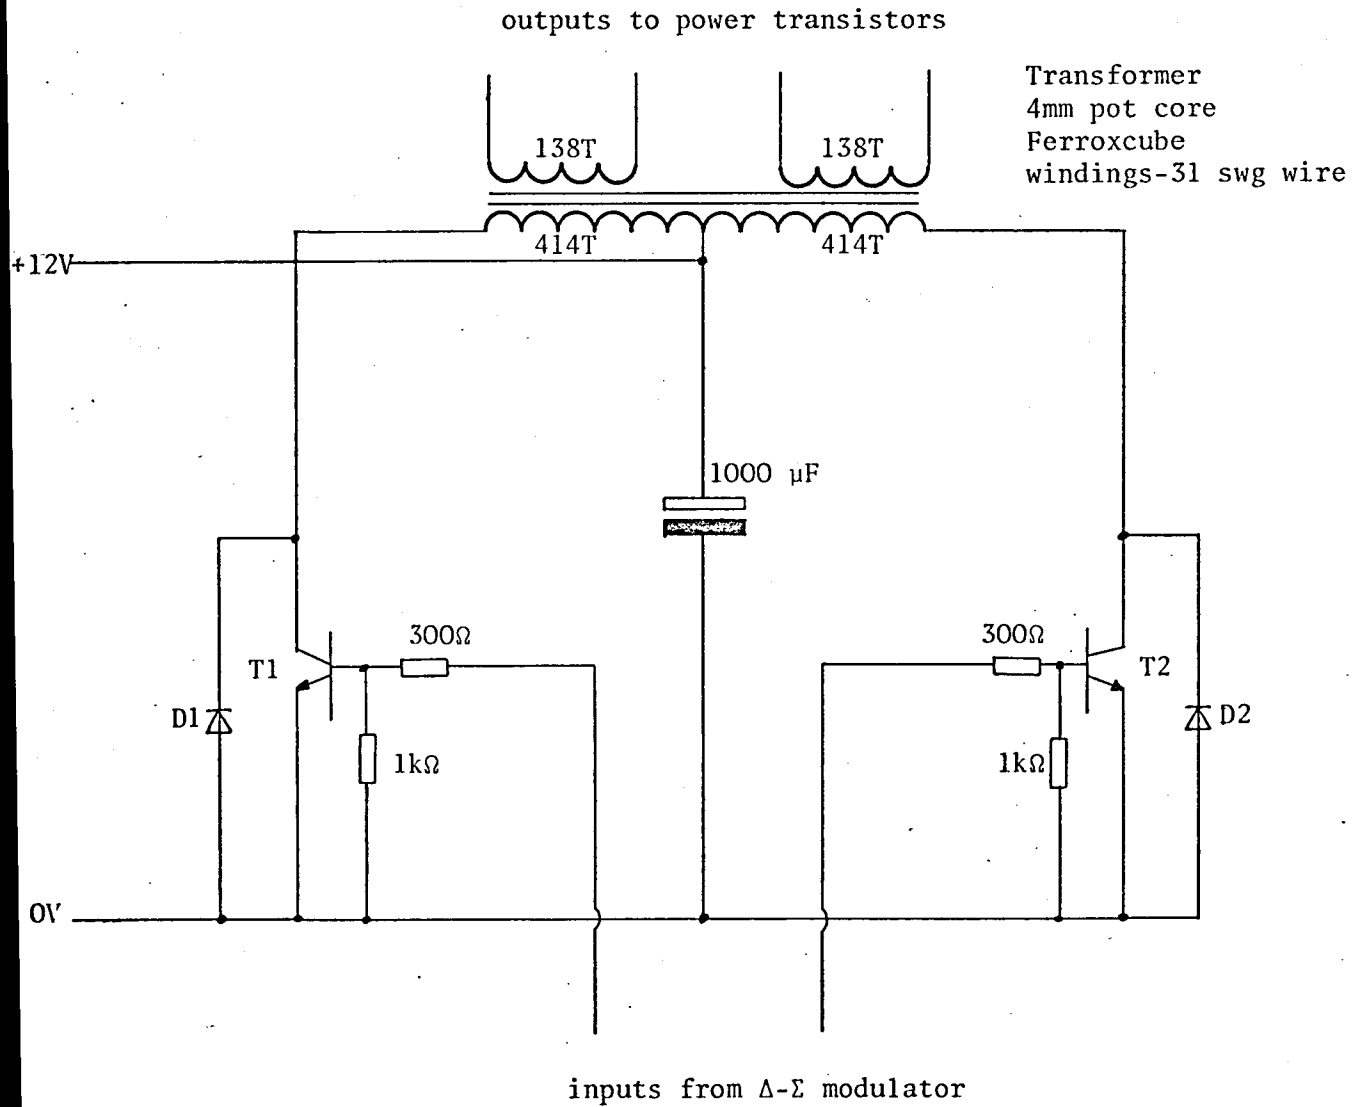 outputs to power transistors
Transformer
4mm pot core
Ferroxcube
windings-31 swg wire
138T
138T
414T
414T
+12V
1000 µF
300Ω
300Ω
T1
T2
D1
D2
1kΩ
1kΩ
0V
inputs from Δ-Σ modulator